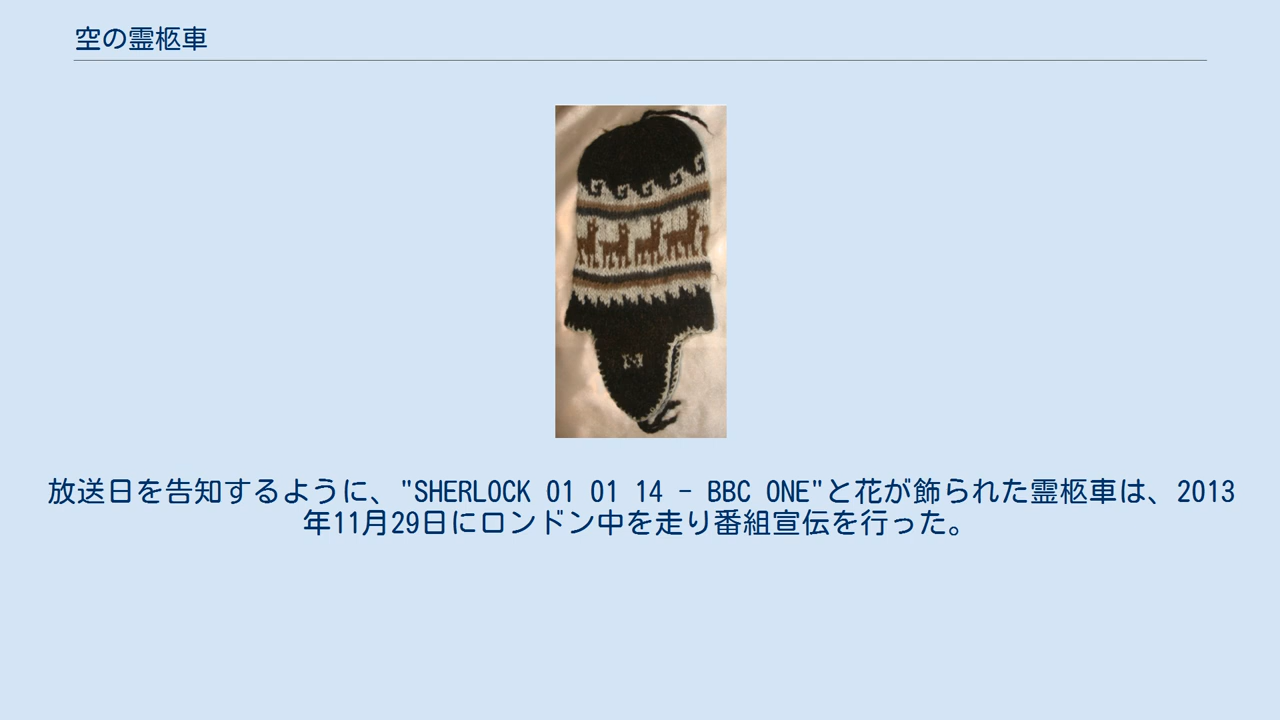 空の霊柩車
放送日を告知するように、"SHERLOCK 01 01 14 - BBC ONE"と花が飾られた霊柩車は、2013
年11月29日にロンドン中を走り番組宣伝を行った。